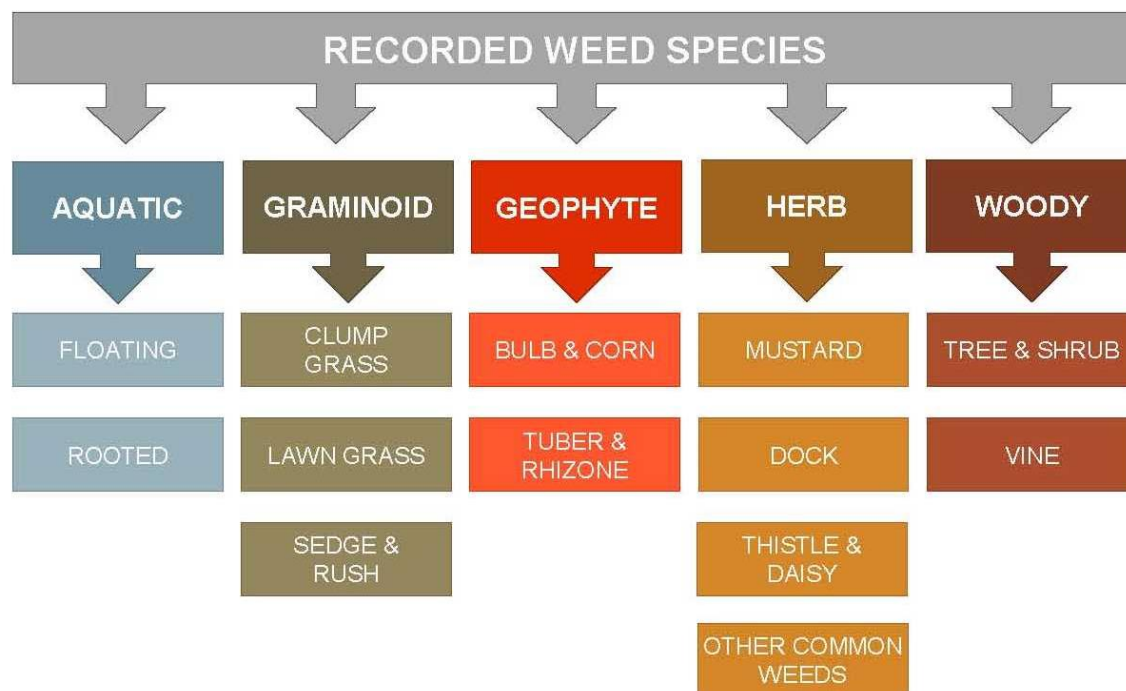 RECORDED WEED SPECIES
AQUATIC
GRAMINOID
GEOPHYTE
HERB
WOODY
FLOATING
CLUMP
GRASS
BULB & CORN
MUSTARD
TREE & SHRUB
ROOTED
LAWN GRASS
TUBER &
RHIZONE
DOCK
VINE
SEDGE &
RUSH
THISTLE &
DAISY
OTHER COMMON
WEEDS